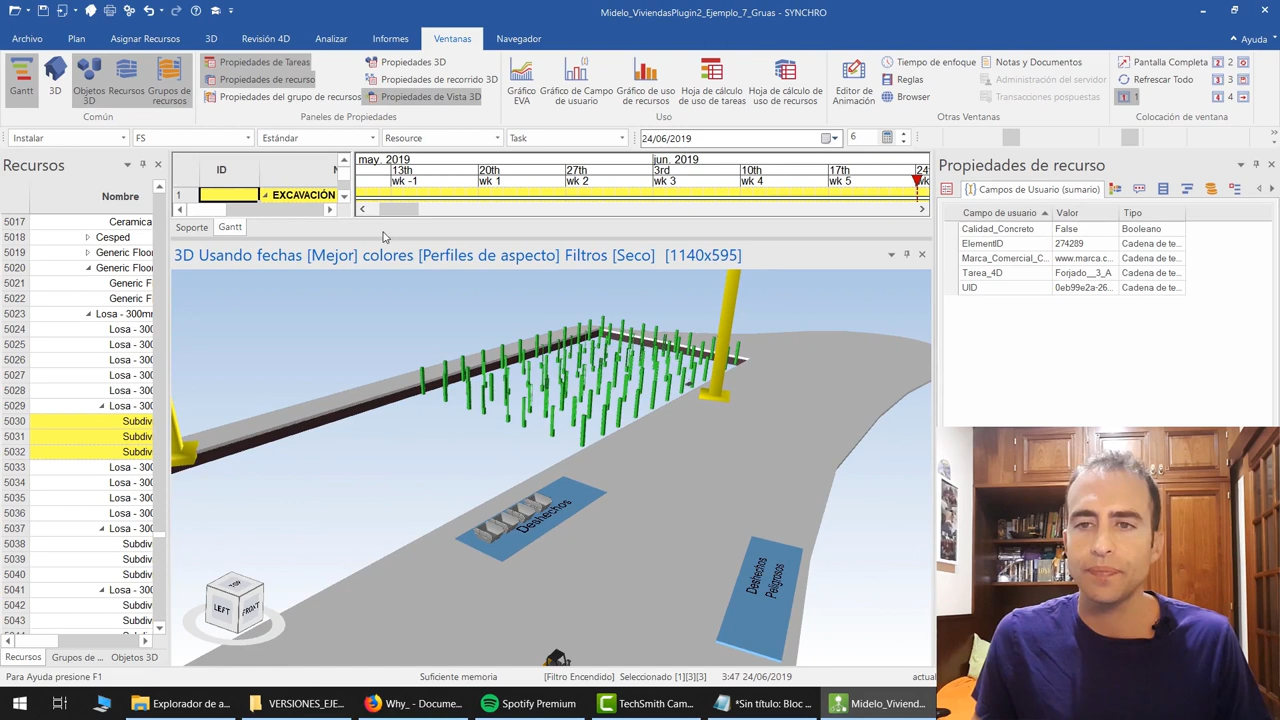 Midelo_ViviendasPlugin2_Ejemplo_7_Gruas - SYNCHRO
Archivo Plan Asignar Recursos 3D Revisión 4D Analizar Informes Ventanas Navegador Ayuda
Gantt 3D Objetos 3D Recursos Grupos de recursos
Común
Propiedades de Tareas
Propiedades de recurso
Propiedades del grupo de recursos
Propiedades 3D
Propiedades de recorrido 3D
Propiedades de Vista 3D
Paneles de Propiedades
Gráfico EVA
Gráfico de Campo de usuario
Gráfico de uso de recursos
Hoja de cálculo de uso de tareas
Hoja de cálculo de uso de recursos
Uso
Editor de Animación
Tiempo de enfoque
Reglas
Browser
Notas y Documentos
Administración del servidor
Transacciones pospuestas
Otras Ventanas
Pantalla Completa
Refrescar Todo
1
2
3
4
Colocación de ventana
Instalar FS Estándar Resource Task 24/06/2019 6
Recursos
Nombre
5017 Ceramica
5018 Cesped
5019 Generic Floo
5020 Generic Floo
5021 Generic F
5022 Generic F
5023 Losa - 300m
5024 Losa - 300
5025 Losa - 300
5026 Losa - 300
5027 Losa - 300
5028 Losa - 300
5029 Losa - 300
5030 Subdiv
5031 Subdiv
5032 Subdiv
5033 Losa - 300
5034 Losa - 300
5035 Losa - 300
5036 Losa - 300
5037 Losa - 300
5038 Subdiv
5039 Subdiv
5040 Subdiv
5041 Losa - 300
5042 Subdiv
5043 Subdiv
Recursos Grupos de ... Objetos 3D
ID N
1 EXCAVACIÓN
Soporte Gantt
may. 2019 jun. 2019
13th 20th 27th 3rd 10th 17th 24
wk -1 wk 1 wk 2 wk 3 wk 4 wk 5
3D Usando fechas [Mejor] colores [Perfiles de aspecto] Filtros [Seco] [1140x595]
Deshechos
Deshechos
Peligrosos
TOP
LEFT FRONT
Propiedades de recurso
Campos de Usuario (sumario)
Campo de usuario Valor Tipo
Calidad_Concreto False Booleano
ElementID 274289 Cadena de te...
Marca_Comercial_C... www.marca.c... Cadena de te...
Tarea_4D Forjado__3_A Cadena de te...
UID 0eb99e2a-26... Cadena de te...
Para Ayuda presione F1 Suficiente memoria [Filtro Encendido] Seleccionado [1][3][3] 3:47 24/06/2019 actual
Explorador de a... VERSIONES_EJE... Why_ - Docume... Spotify Premium TechSmith Cam... *Sin título: Bloc ... Midelo_Viviend...